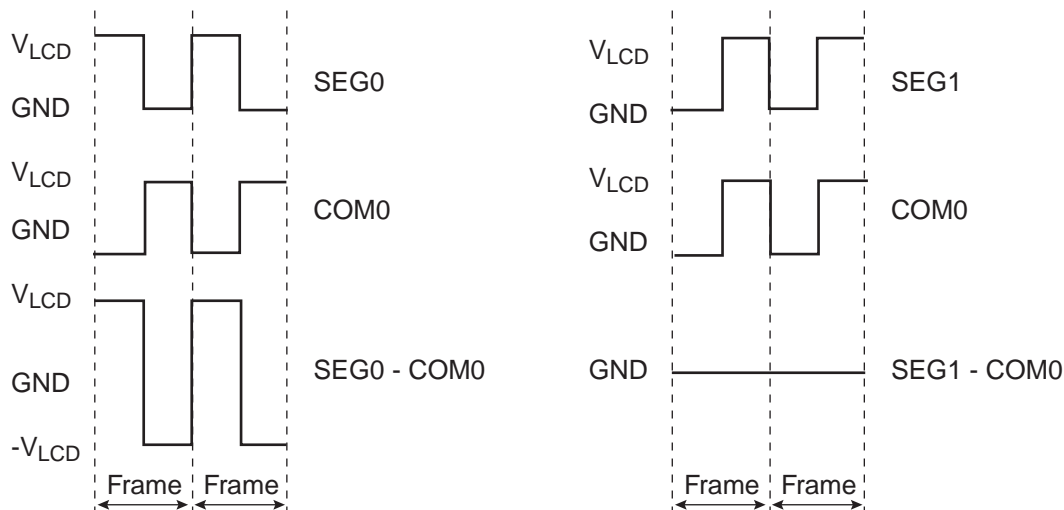 V_LCD
GND
SEG0
V_LCD
GND
COM0
V_LCD
GND
-V_LCD
SEG0 - COM0
Frame Frame
V_LCD
GND
SEG1
V_LCD
GND
COM0
GND
SEG1 - COM0
Frame Frame